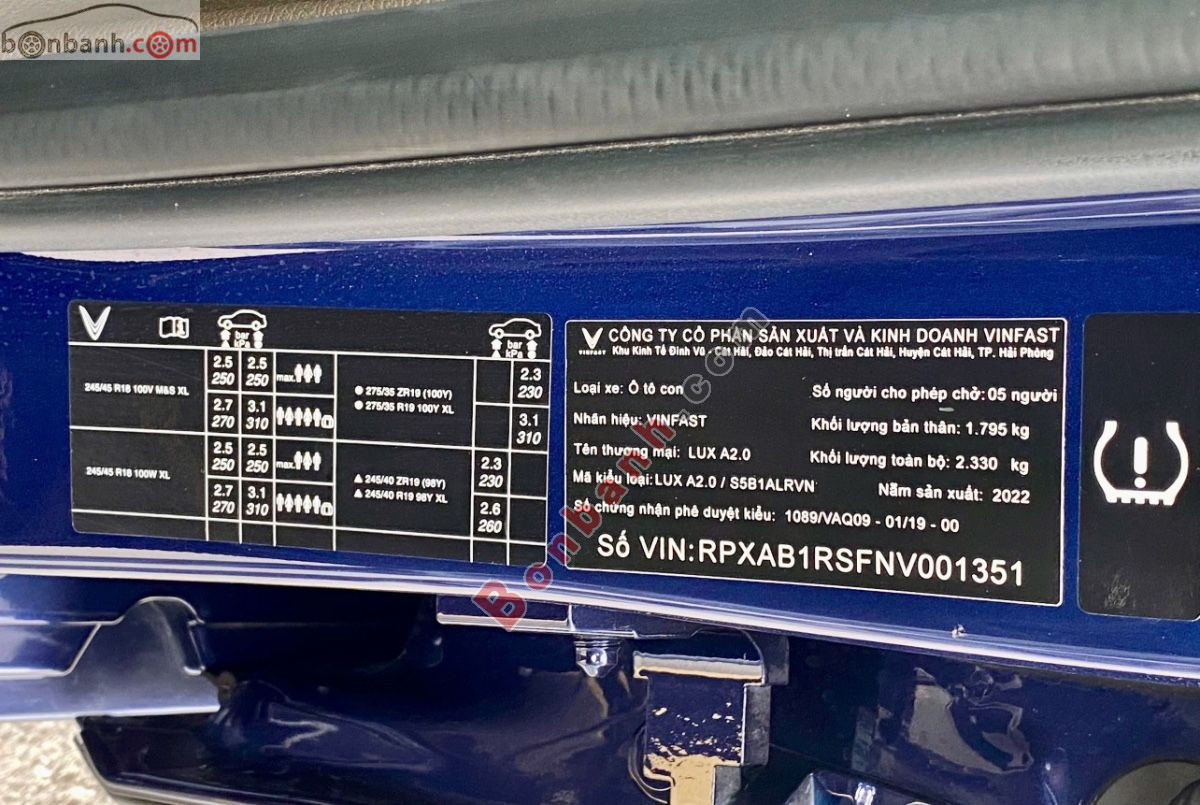 bonbanh.com
bar
kPa
bar
kPa
245/45 R18 100V M&S XL
2.5 2.5
250 250
max.
2.7 3.1
270 310
275/35 ZR19 (100Y)
275/35 R19 100Y XL
2.3
230
3.1
310
245/45 R18 100W XL
2.5 2.5
250 250
max.
2.7 3.1
270 310
245/40 ZR19 (98Y)
245/40 R19 98Y XL
2.3
230
2.6
260
CÔNG TY CỔ PHẦN SẢN XUẤT VÀ KINH DOANH VINFAST
VINFAST
Khu Kinh Tế Đình Vũ - Cát Hải, Đảo Cát Hải, Thị trấn Cát Hải, Huyện Cát Hải, TP. Hải Phòng
Loại xe: Ô tô con
Số người cho phép chở: 05 người
Nhãn hiệu: VINFAST
Khối lượng bản thân: 1.795 kg
Tên thương mại: LUX A2.0
Khối lượng toàn bộ: 2.330 kg
Mã kiểu loại: LUX A2.0 / S5B1ALRVN
Năm sản xuất: 2022
Số chứng nhận phê duyệt kiểu: 1089/VAQ09 - 01/19 - 00
Số VIN: RPXAB1RSFNV001351
Bonbanh.com